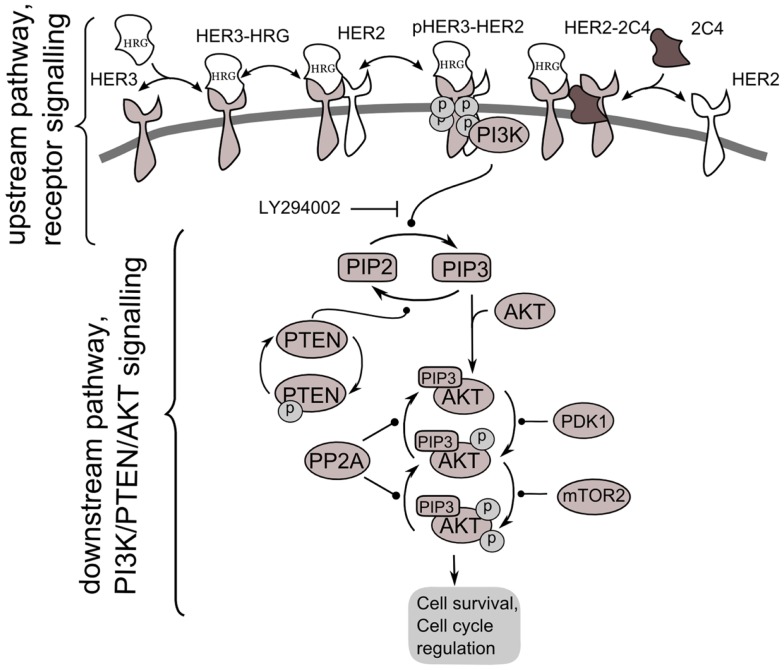 upstream pathway,
receptor signalling
HRG
HER3
HER3-HRG
HRG
HER2
HRG
pHER3-HER2
HRG
p
p
p
p
PI3K
HER2-2C4
HRG
2C4
HER2
LY294002
PIP2
PIP3
AKT
PTEN
PTEN
p
downstream pathway,
PI3K/PTEN/AKT signalling
PIP3
AKT
PDK1
PIP3
p
AKT
PP2A
mTOR2
PIP3
p
AKT
p
Cell survival,
Cell cycle
regulation